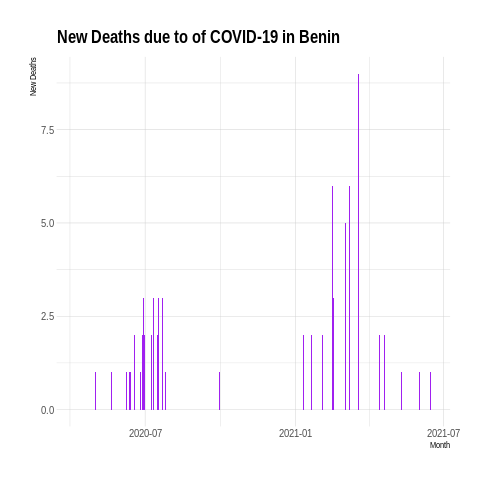 New Deaths due to of COVID-19 in Benin
New Deaths
7.5
5.0
2.5
0.0
2020-07
2021-01
2021-07
Month